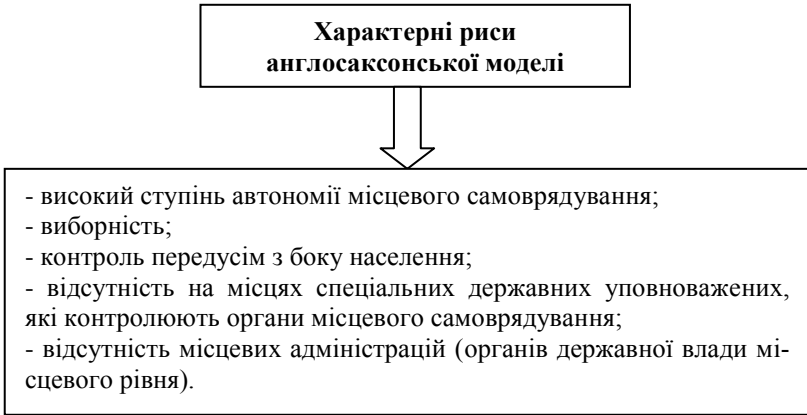 Характерні риси
англосаксонської моделі
- високий ступінь автономії місцевого самоврядування;
- виборність;
- контроль передусім з боку населення;
- відсутність на місцях спеціальних державних уповноважених,
які контролюють органи місцевого самоврядування;
- відсутність місцевих адміністрацій (органів державної влади мі-
сцевого рівня).